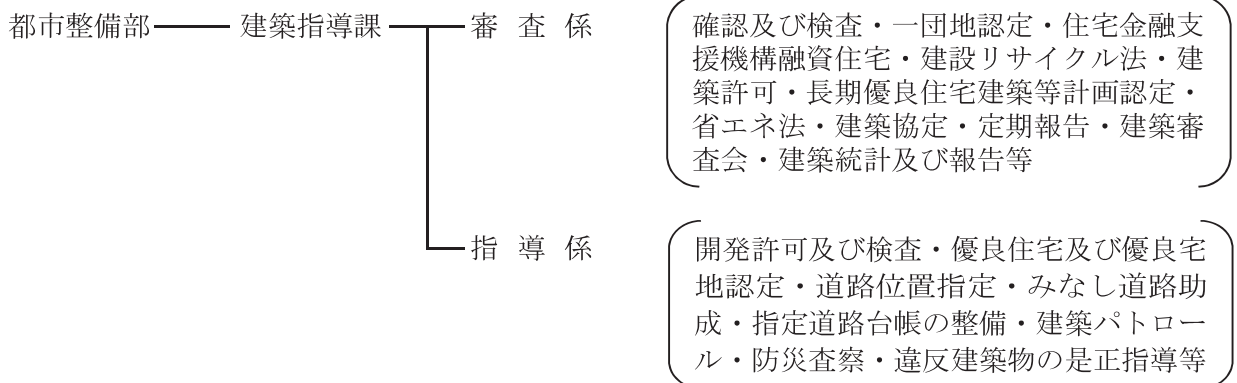 都市整備部 建築指導課 審査係
確認及び検査・一団地認定・住宅金融支
援機構融資住宅・建設リサイクル法・建
築許可・長期優良住宅建築等計画認定・
省エネ法・建築協定・定期報告・建築審
査会・建築統計及び報告等
指導係
開発許可及び検査・優良住宅及び優良宅
地認定・道路位置指定・みなし道路助
成・指定道路台帳の整備・建築パトロー
ル・防災査察・違反建築物の是正指導等